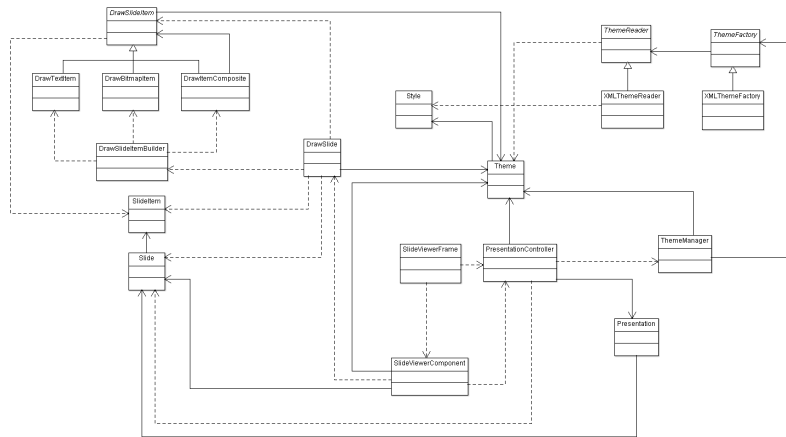 DrawSlideItem
ThemeReader
ThemeFactory
DrawTextItem
DrawBitmapItem
DrawItemComposite
Style
XMLThemeReader
XMLThemeFactory
DrawSlideItemBuilder
DrawSlide
Theme
SlideItem
SlideViewerFrame
PresentationController
ThemeManager
Slide
Presentation
SlideViewerComponent